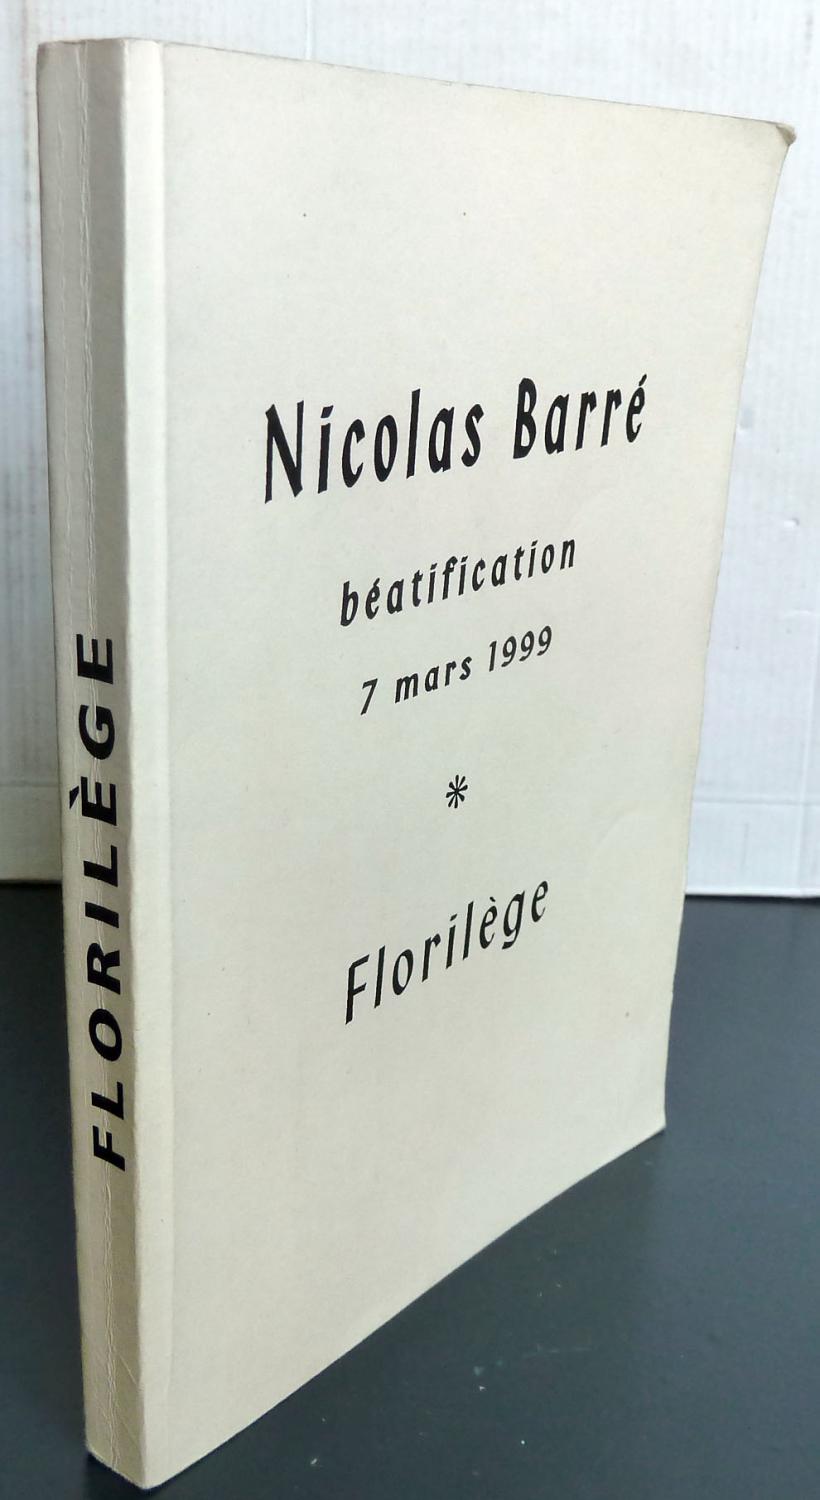 Nicolas Barré
béatification
7 mars 1999
*
Florilège
FLORILÈGE